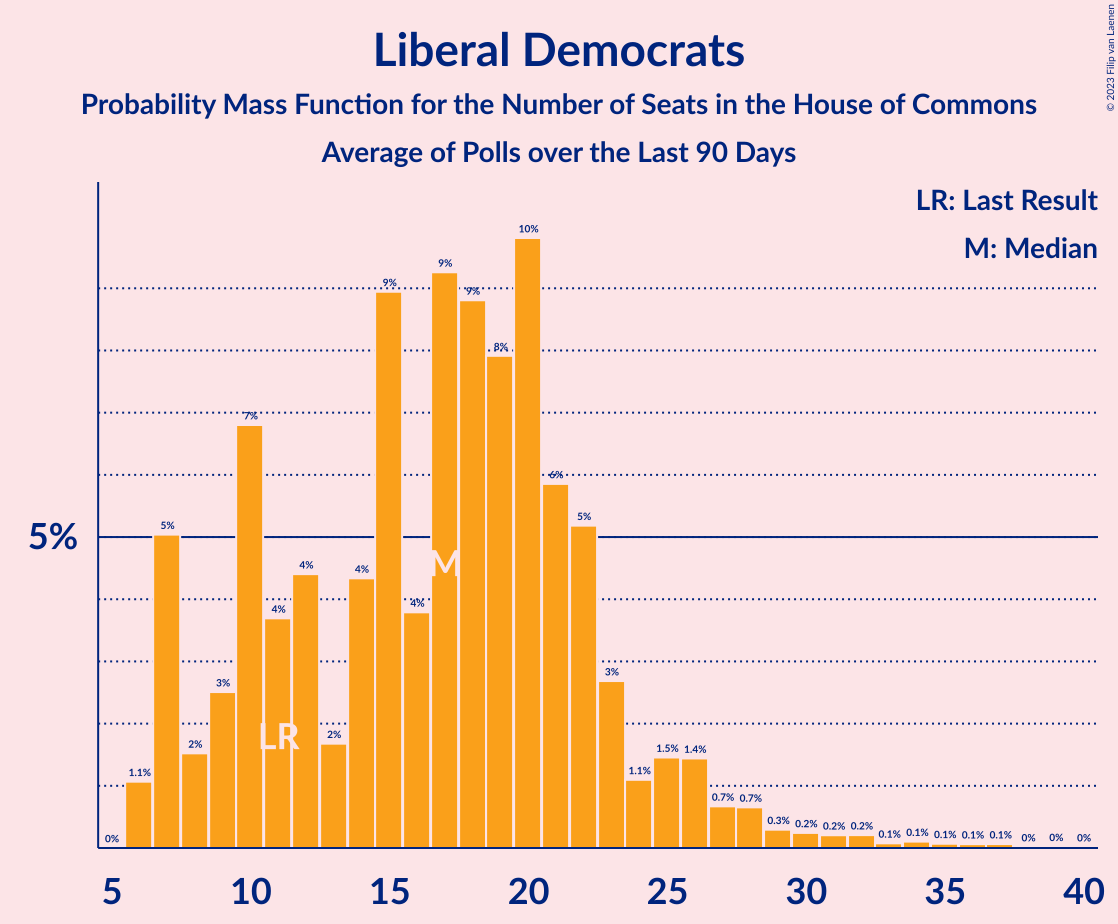 Liberal Democrats
Probability Mass Function for the Number of Seats in the House of Commons
Average of Polls over the Last 90 Days
© 2023 Filip van Laenen
LR: Last Result
M: Median
5%
0% 1.1% 5% 2% 3% 7% 4% 4% 2% 4% 9% 4% 9% 9% 8% 10% 6% 5% 3% 1.1% 1.5% 1.4% 0.7% 0.7% 0.3% 0.2% 0.2% 0.2% 0.1% 0.1% 0.1% 0.1% 0.1% 0% 0% 0%
M
LR
5 10 15 20 25 30 35 40